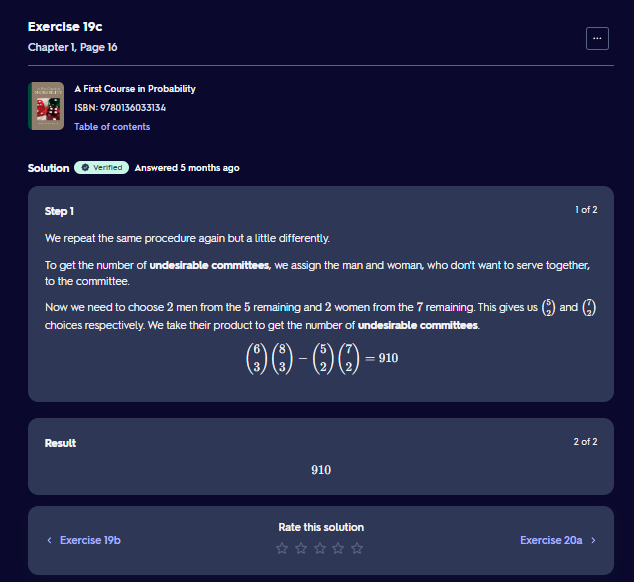 Exercise 19c
Chapter 1, Page 16
...
A First Course in Probability
ISBN: 9780136033134
Table of contents
Solution Verified Answered 5 months ago
Step 1 1 of 2
We repeat the same procedure again but a little differently.
To get the number of undesirable committees, we assign the man and woman, who don't want to serve together,
to the committee.
Now we need to choose 2 men from the 5 remaining and 2 women from the 7 remaining. This gives us (5 2) and (7 2)
choices respectively. We take their product to get the number of undesirable committees.
(6 3)(8 3) − (5 2)(7 2) = 910
Result 2 of 2
910
Rate this solution
‹ Exercise 19b Exercise 20a ›